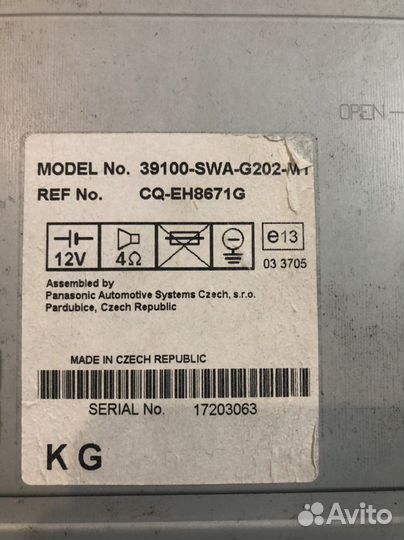 OPEN
MODEL No. 39100-SWA-G202-M1
REF No. CQ-EH8671G
12V 4Ω e13
03 3705
Assembled by
Panasonic Automotive Systems Czech, s.r.o.
Pardubice, Czech Republic
MADE IN CZECH REPUBLIC
SERIAL No. 17203063
K G
Avito